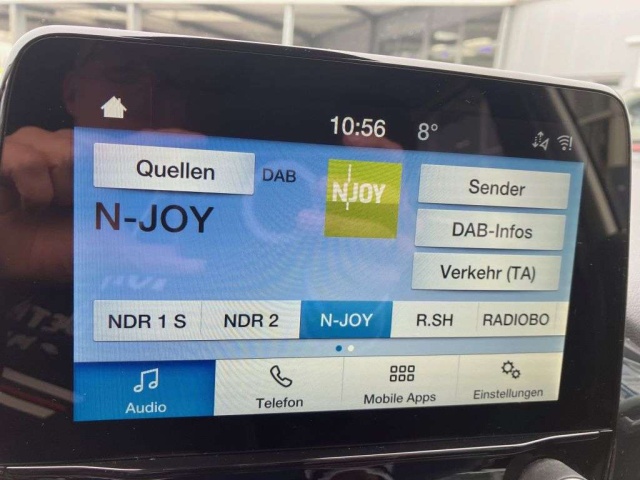 10:56 8°
Quellen DAB
N-JOY
N-JOY
Sender
DAB-Infos
Verkehr (TA)
NDR 1 S NDR 2 N-JOY R.SH RADIOBO
Audio Telefon Mobile Apps Einstellungen